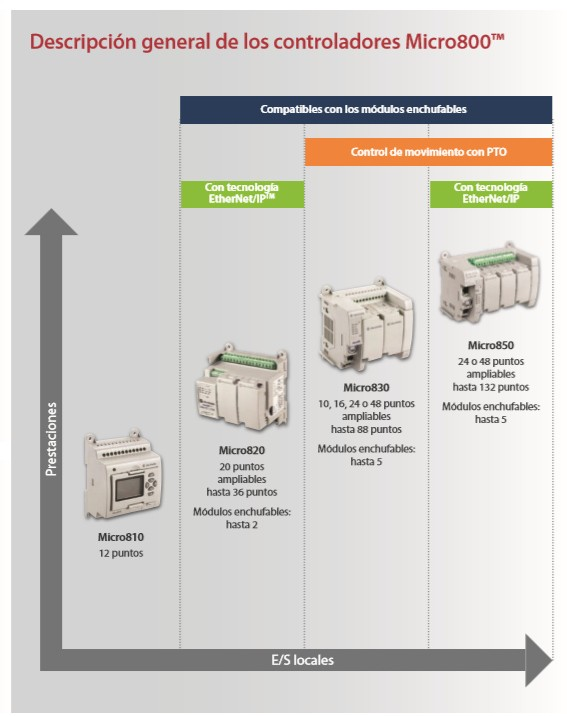 Descripción general de los controladores Micro800™
Compatibles con los módulos enchufables
Control de movimiento con PTO
Con tecnología
EtherNet/IP™
Con tecnología
EtherNet/IP
Prestaciones
Micro810
12 puntos
Micro820
20 puntos
ampliables
hasta 36 puntos
Módulos enchufables:
hasta 2
Micro830
10, 16, 24 o 48 puntos
ampliables
hasta 88 puntos
Módulos enchufables:
hasta 5
Micro850
24 o 48 puntos
ampliables
hasta 132 puntos
Módulos enchufables:
hasta 5
E/S locales